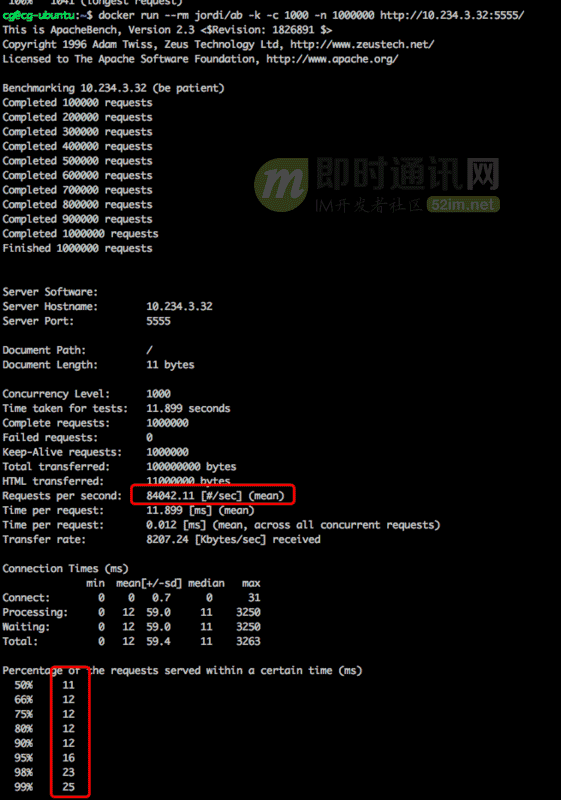 100%   1041 (longest request)
cg@cg-ubuntu:~$ docker run --rm jordi/ab -k -c 1000 -n 1000000 http://10.234.3.32:5555/
This is ApacheBench, Version 2.3 <$Revision: 1826891 $>
Copyright 1996 Adam Twiss, Zeus Technology Ltd, http://www.zeustech.net/
Licensed to The Apache Software Foundation, http://www.apache.org/
Benchmarking 10.234.3.32 (be patient)
Completed 100000 requests
Completed 200000 requests
Completed 300000 requests
Completed 400000 requests
Completed 500000 requests
Completed 600000 requests
Completed 700000 requests
Completed 800000 requests
Completed 900000 requests
Completed 1000000 requests
Finished 1000000 requests
m 即时通讯网
IM开发者社区 52im.net
Server Software:
Server Hostname:        10.234.3.32
Server Port:            5555
Document Path:          /
Document Length:        11 bytes
Concurrency Level:      1000
Time taken for tests:   11.899 seconds
Complete requests:      1000000
Failed requests:        0
Keep-Alive requests:    1000000
Total transferred:      100000000 bytes
HTML transferred:       11000000 bytes
Requests per second:    84042.11 [#/sec] (mean)
Time per request:       11.899 [ms] (mean)
Time per request:       0.012 [ms] (mean, across all concurrent requests)
Transfer rate:          8207.24 [Kbytes/sec] received
Connection Times (ms)
              min  mean[+/-sd] median   max
Connect:        0    0   0.7      0      31
Processing:     0   12  59.0     11    3250
Waiting:        0   12  59.0     11    3250
Total:          0   12  59.4     11    3263
Percentage of the requests served within a certain time (ms)
  50%     11
  66%     12
  75%     12
  80%     12
  90%     12
  95%     16
  98%     23
  99%     25